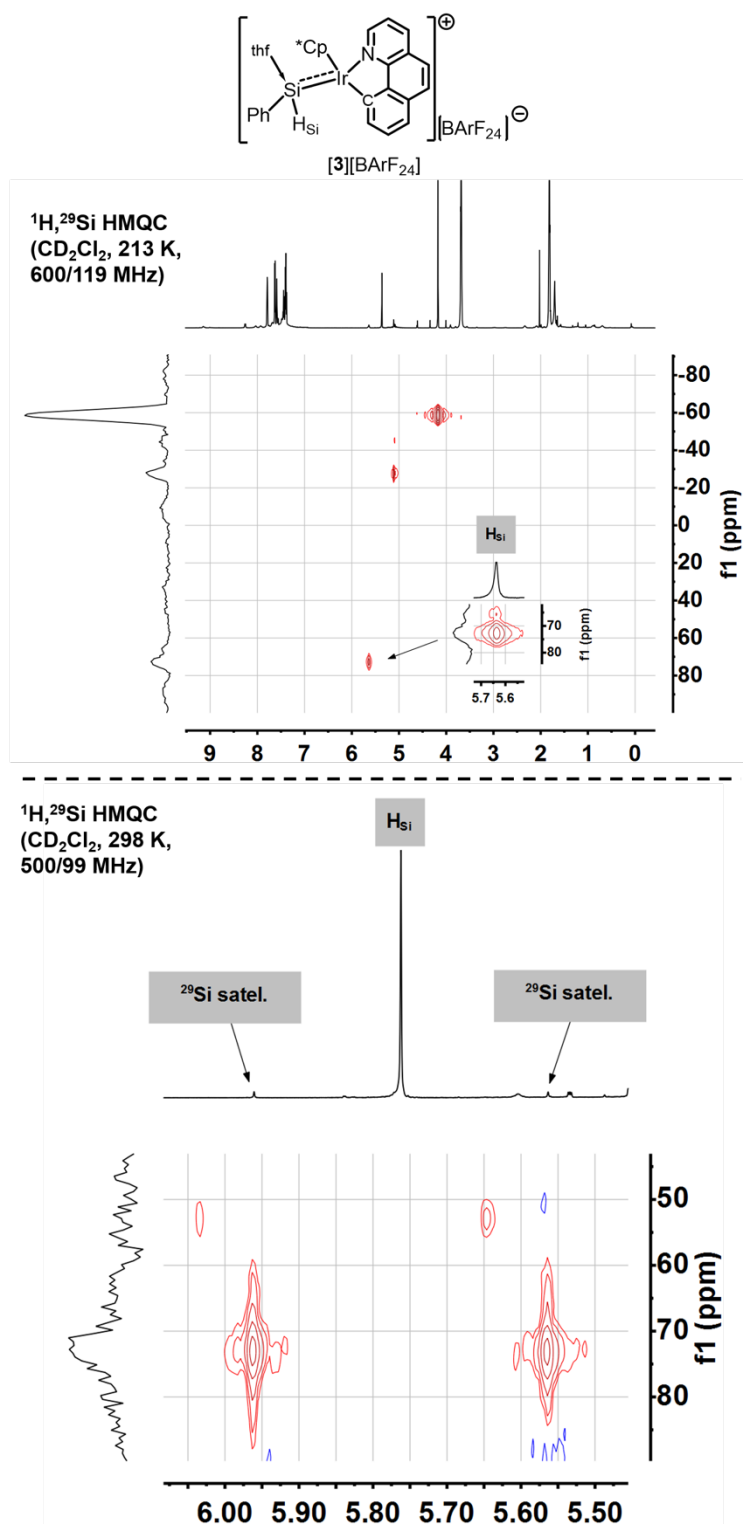 *Cp
thf
Si
Ir
N
C
Ph
H_Si
⊕
[BArF₂₄]
⊖
[3][BArF₂₄]
¹H,²⁹Si HMQC
(CD₂Cl₂, 213 K,
600/119 MHz)
-80
-60
-40
-20
0
20
40
60
80
f1 (ppm)
H_Si
70
80
f1 (ppm)
5.7 5.6
9 8 7 6 5 4 3 2 1 0
¹H,²⁹Si HMQC
(CD₂Cl₂, 298 K,
500/99 MHz)
H_Si
²⁹Si satel.
²⁹Si satel.
50
60
70
80
f1 (ppm)
6.00 5.90 5.80 5.70 5.60 5.50